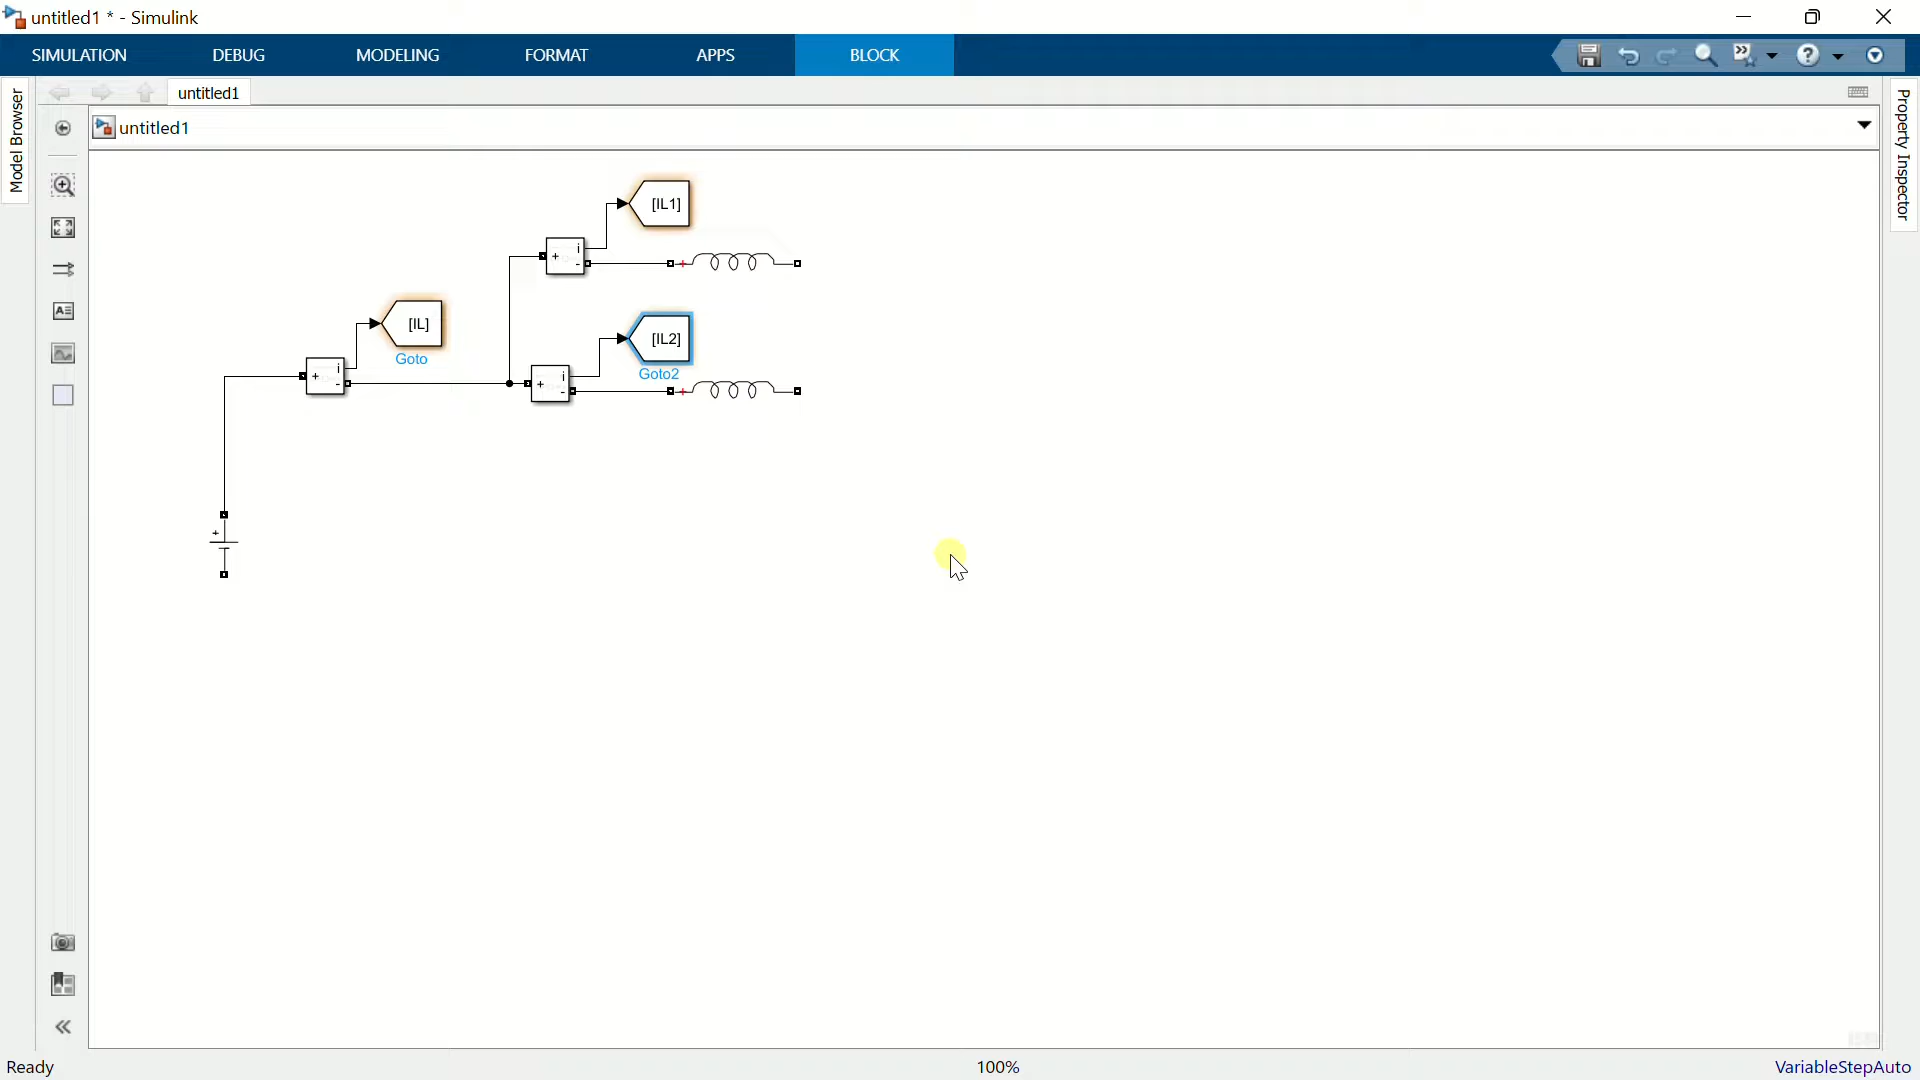 untitled1 * - Simulink
SIMULATION
DEBUG
MODELING
FORMAT
APPS
BLOCK
untitled1
untitled1
Model Browser
Property Inspector
[IL1]
+ i -
[IL]
Goto
+ i -
[IL2]
Goto2
+ i -
+
+
+
Ready
100%
VariableStepAuto